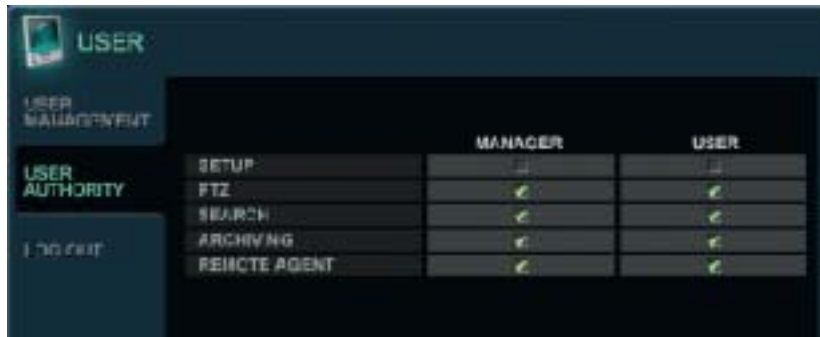 USER
USER
MANAGEMENT
MANAGER USER
USER
AUTHORITY
SETUP
PTZ
SEARCH
ARCHIVING
REMOTE AGENT
LOG OUT